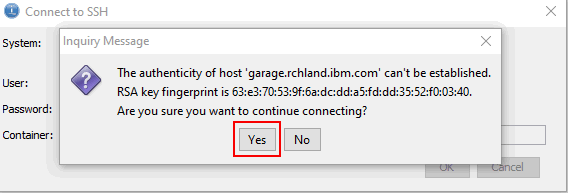 Connect to SSH
System:
Inquiry Message
The authenticity of host 'garage.rchland.ibm.com' can't be established.
RSA key fingerprint is 63:e3:70:53:9f:6a:dc:dd:a5:fd:dd:35:52:f0:03:40.
Are you sure you want to continue connecting?
User:
Password:
Container:
Yes No
OK Cancel